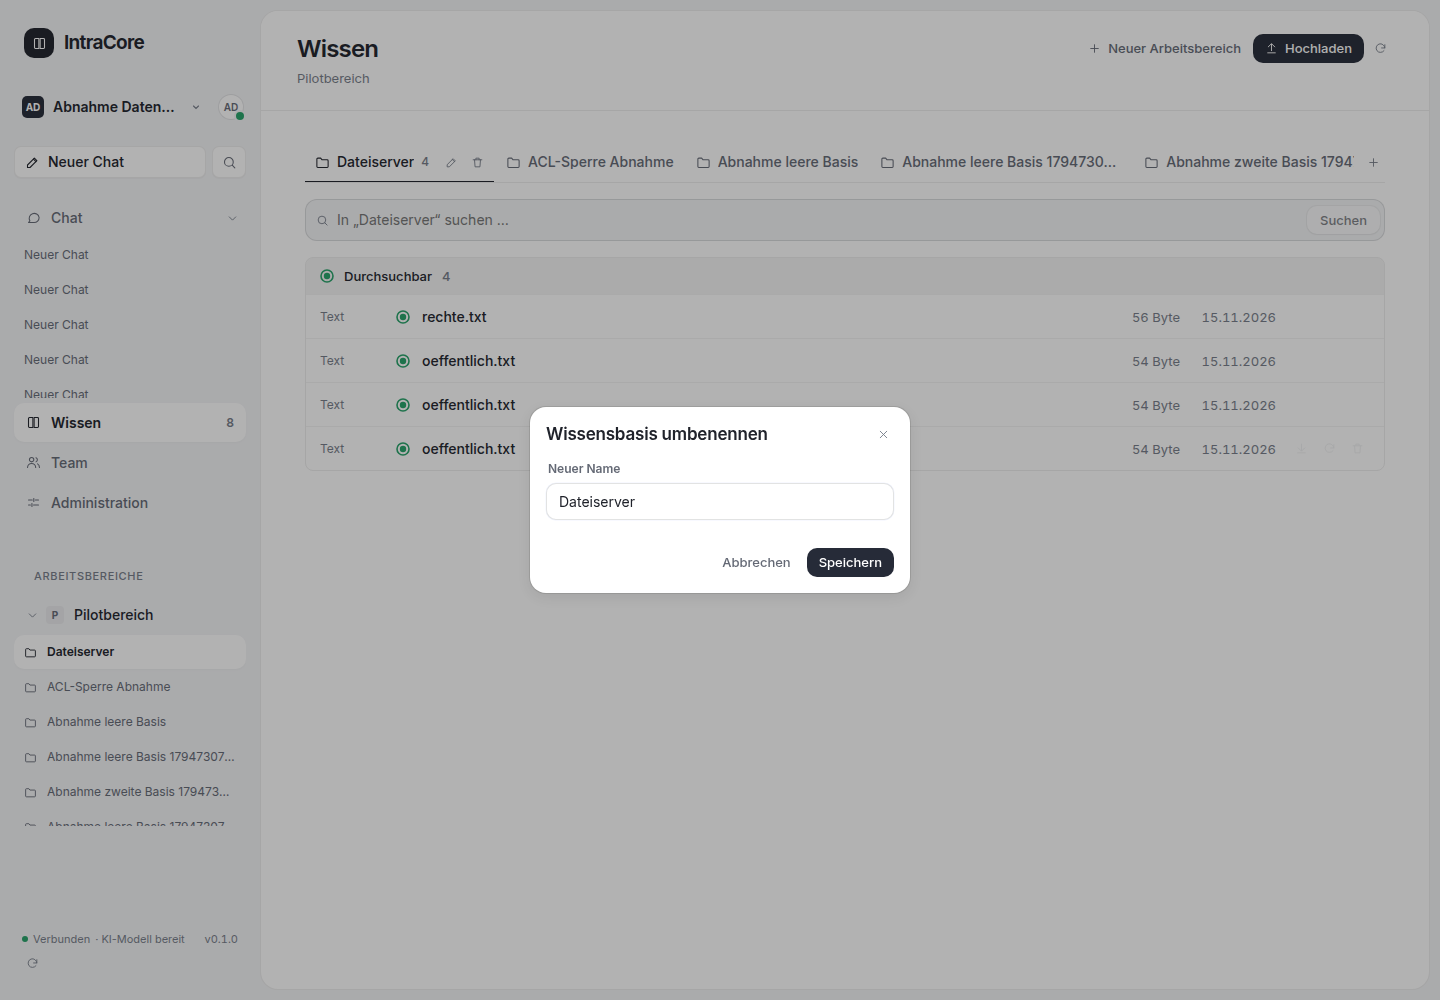 IntraCore
AD Abnahme Daten... AD
Neuer Chat
Chat
Neuer Chat
Neuer Chat
Neuer Chat
Neuer Chat
Neuer Chat
Wissen 8
Team
Administration
ARBEITSBEREICHE
P Pilotbereich
Dateiserver
ACL-Sperre Abnahme
Abnahme leere Basis
Abnahme leere Basis 17947307...
Abnahme zweite Basis 179473...
Abnahme leere Basis 17947307...
Verbunden · KI-Modell bereit v0.1.0
Wissen
Pilotbereich
Neuer Arbeitsbereich
Hochladen
Dateiserver 4
ACL-Sperre Abnahme
Abnahme leere Basis
Abnahme leere Basis 1794730...
Abnahme zweite Basis 1794
In „Dateiserver“ suchen ...
Suchen
Durchsuchbar 4
Text rechte.txt 56 Byte 15.11.2026
Text oeffentlich.txt 54 Byte 15.11.2026
Text oeffentlich.txt 54 Byte 15.11.2026
Text oeffentlich.txt 54 Byte 15.11.2026
Wissensbasis umbenennen
Neuer Name
Dateiserver
Abbrechen
Speichern